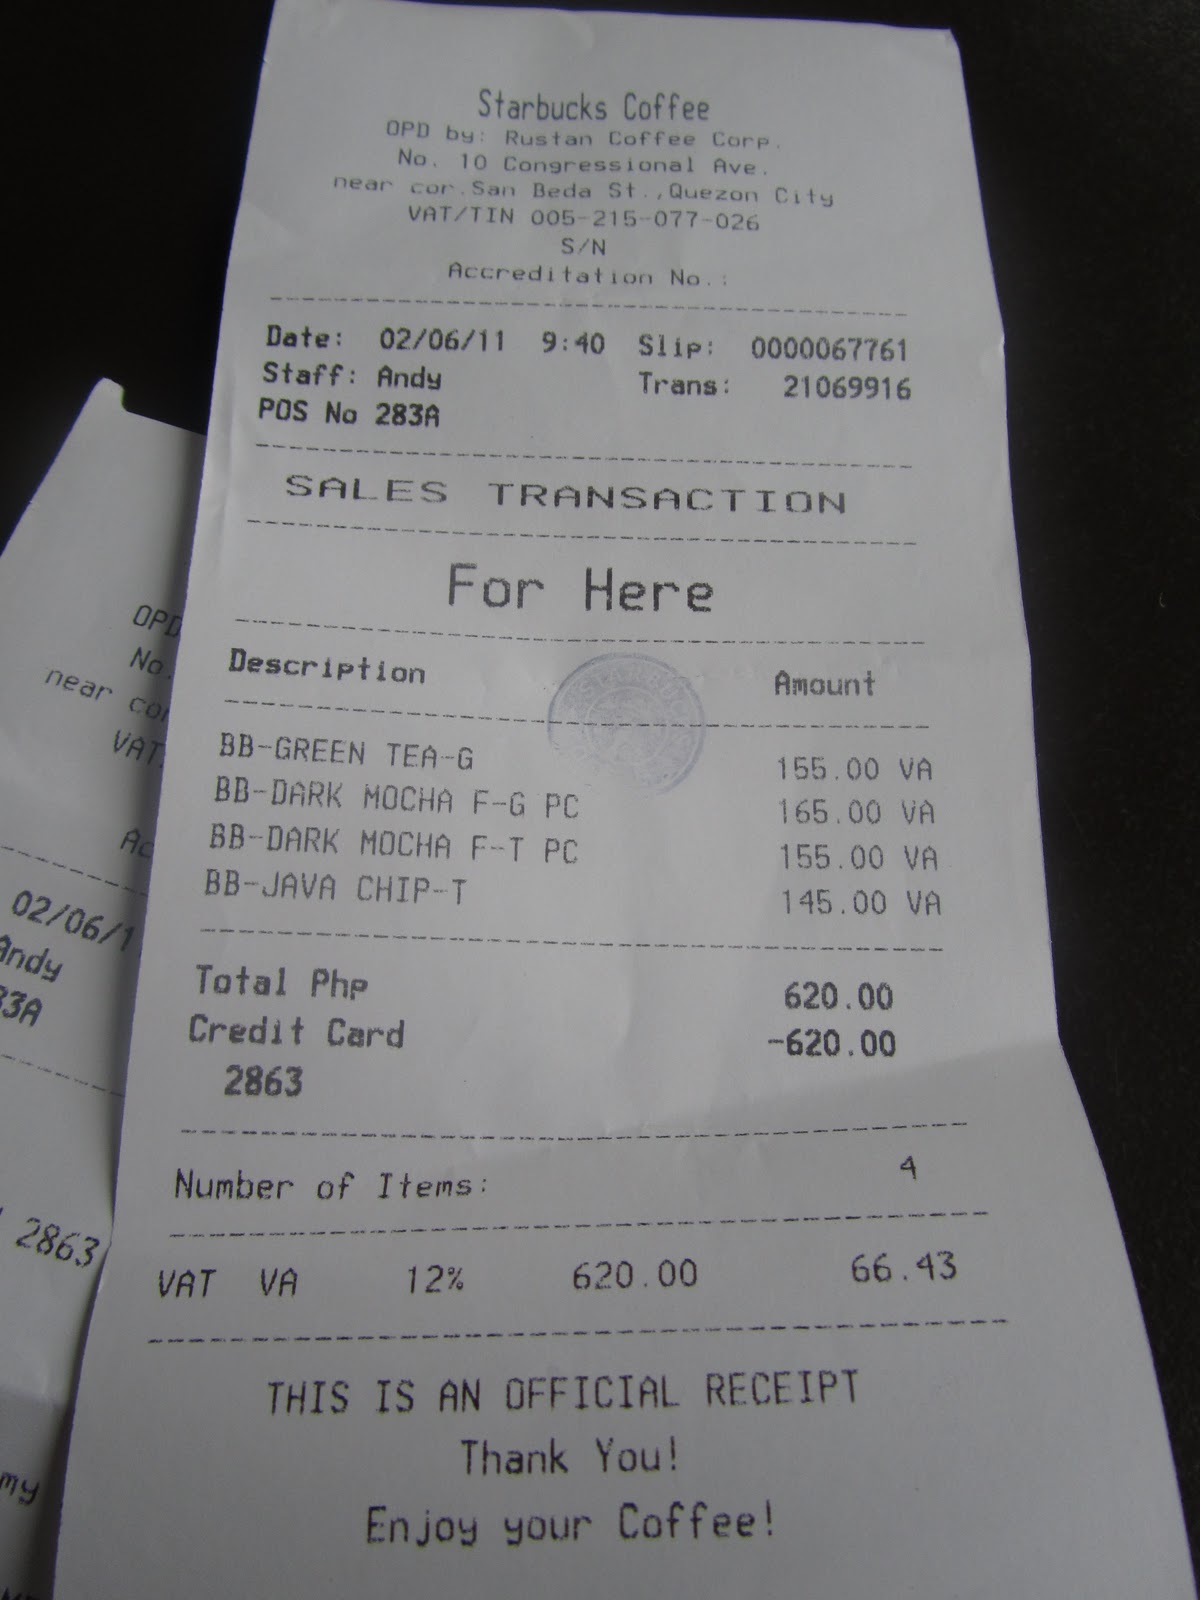 Starbucks Coffee
OPD by: Rustan Coffee Corp.
No. 10 Congressional Ave.
near cor.San Beda St.,Quezon City
VAT/TIN 005-215-077-026
S/N
Accreditation No.:
Date: 02/06/11 9:40 Slip: 0000067761
Staff: Andy Trans: 21069916
POS No 283A
SALES TRANSACTION
For Here
Description Amount
BB-GREEN TEA-G 155.00 VA
BB-DARK MOCHA F-G PC 165.00 VA
BB-DARK MOCHA F-T PC 155.00 VA
BB-JAVA CHIP-T 145.00 VA
Total Php 620.00
Credit Card -620.00
2863
Number of Items: 4
VAT VA 12% 620.00 66.43
THIS IS AN OFFICIAL RECEIPT
Thank You!
Enjoy your Coffee!
OPD
No.
near cor
VAT
Ac
02/06/1
Andy
83A
2863
my